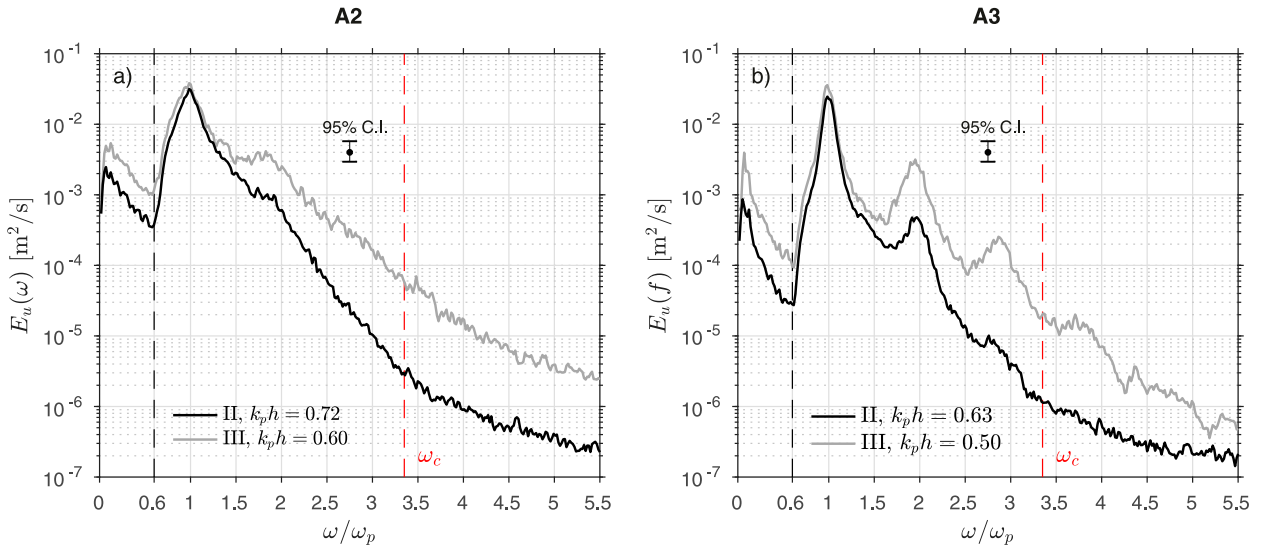 A2
a)
10^-1
10^-2
10^-3
10^-4
10^-5
10^-6
10^-7
E_u(ω) [m^2/s]
95% C.I.
II, k_p h = 0.72
III, k_p h = 0.60
ω_c
0 0.6 1 1.5 2 2.5 3 3.5 4 4.5 5 5.5
ω/ω_p
A3
b)
10^-1
10^-2
10^-3
10^-4
10^-5
10^-6
10^-7
E_u(f) [m^2/s]
95% C.I.
II, k_p h = 0.63
III, k_p h = 0.50
ω_c
0 0.6 1 1.5 2 2.5 3 3.5 4 4.5 5 5.5
ω/ω_p